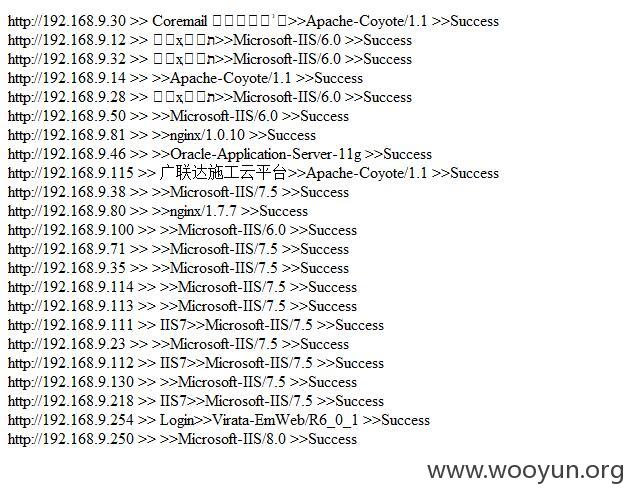 http://192.168.9.30 >> Coremail >>Apache-Coyote/1.1 >>Success
http://192.168.9.12 >> >>Microsoft-IIS/6.0 >>Success
http://192.168.9.32 >> >>Microsoft-IIS/6.0 >>Success
http://192.168.9.14 >> >>Apache-Coyote/1.1 >>Success
http://192.168.9.28 >> >>Microsoft-IIS/6.0 >>Success
http://192.168.9.50 >> >>Microsoft-IIS/6.0 >>Success
http://192.168.9.81 >> >>nginx/1.0.10 >>Success
http://192.168.9.46 >> >>Oracle-Application-Server-11g >>Success
http://192.168.9.115 >> 广联达施工云平台>>Apache-Coyote/1.1 >>Success
http://192.168.9.38 >> >>Microsoft-IIS/7.5 >>Success
http://192.168.9.80 >> >>nginx/1.7.7 >>Success
http://192.168.9.100 >> >>Microsoft-IIS/6.0 >>Success
http://192.168.9.71 >> >>Microsoft-IIS/7.5 >>Success
http://192.168.9.35 >> >>Microsoft-IIS/7.5 >>Success
http://192.168.9.114 >> >>Microsoft-IIS/7.5 >>Success
http://192.168.9.113 >> >>Microsoft-IIS/7.5 >>Success
http://192.168.9.111 >> IIS7>>Microsoft-IIS/7.5 >>Success
http://192.168.9.23 >> >>Microsoft-IIS/7.5 >>Success
http://192.168.9.112 >> IIS7>>Microsoft-IIS/7.5 >>Success
http://192.168.9.130 >> >>Microsoft-IIS/7.5 >>Success
http://192.168.9.218 >> IIS7>>Microsoft-IIS/7.5 >>Success
http://192.168.9.254 >> Login>>Virata-EmWeb/R6_0_1 >>Success
http://192.168.9.250 >> >>Microsoft-IIS/8.0 >>Success
www.wooyun.org